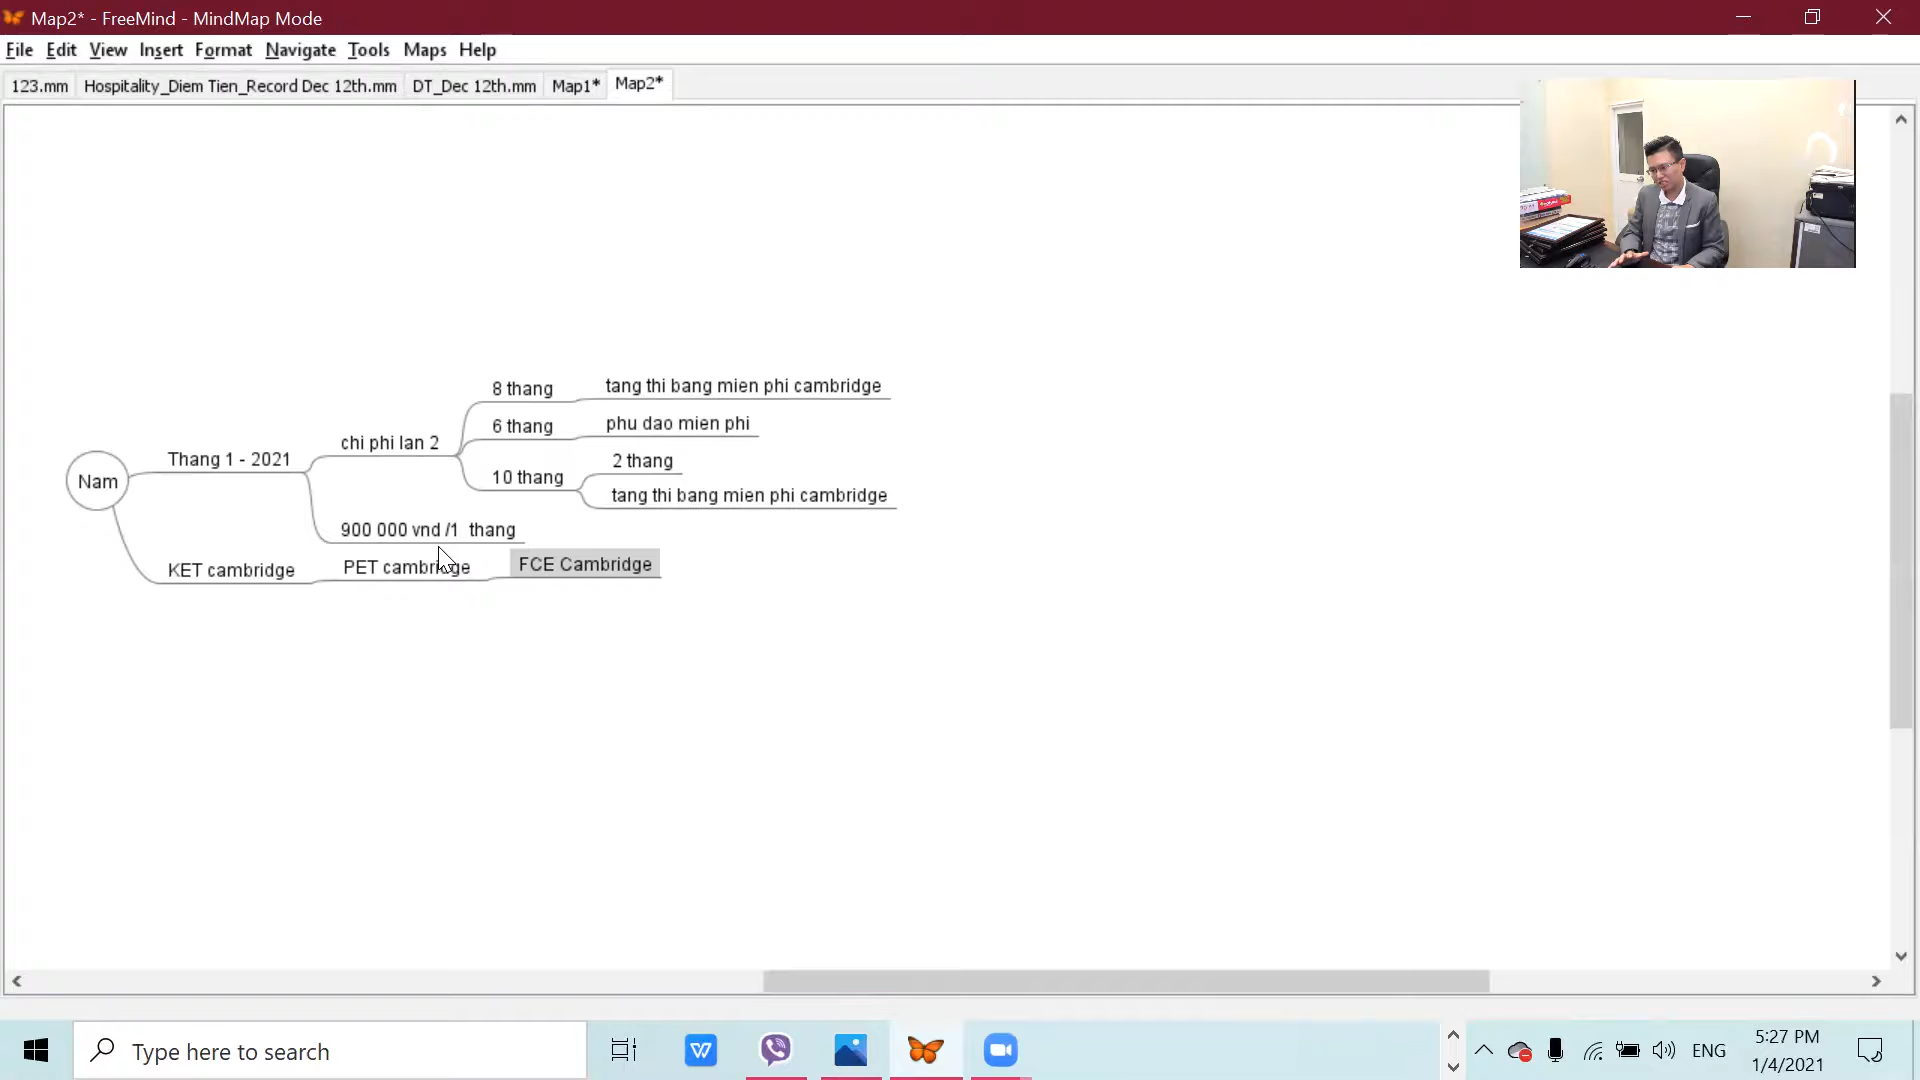 Map2* - FreeMind - MindMap Mode
File Edit View Insert Format Navigate Tools Maps Help
123.mm Hospitality_Diem Tien_Record Dec 12th.mm DT_Dec 12th.mm Map1* Map2*
Nam
Thang 1 - 2021
chi phi lan 2
8 thang
tang thi bang mien phi cambridge
6 thang
phu dao mien phi
10 thang
2 thang
tang thi bang mien phi cambridge
900 000 vnd /1 thang
KET cambridge
PET cambridge
FCE Cambridge
Type here to search
ENG
5:27 PM
1/4/2021